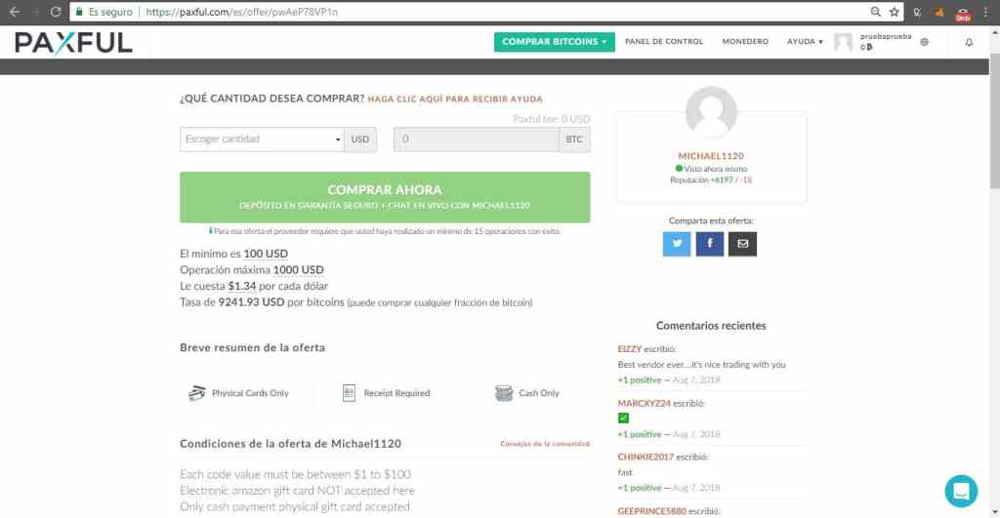 Es seguro | https://paxful.com/es/offer/pwAeP78VP1n
PAXFUL
COMPRAR BITCOINS
PANEL DE CONTROL
MONEDERO
AYUDA
pruebaprueba
0
¿QUÉ CANTIDAD DESEA COMPRAR? HAGA CLIC AQUÍ PARA RECIBIR AYUDA
Paxful fee: 0 USD
Escoger cantidad USD 0 BTC
COMPRAR AHORA
DEPÓSITO EN GARANTÍA SEGURO + CHAT EN VIVO CON MICHAEL1120
Para esa oferta el proveedor requiere que usted haya realizado un mínimo de 15 operaciones con éxito.
El mínimo es 100 USD
Operación máxima 1000 USD
Le cuesta $1.34 por cada dólar
Tasa de 9241.93 USD por bitcoins (puede comprar cualquier fracción de bitcoin)
Breve resumen de la oferta
Physical Cards Only
Receipt Required
Cash Only
Condiciones de la oferta de Michael1120
Consejos de la comunidad
Each code value must be between $1 to $100
Electronic amazon gift card NOT accepted here
Only cash payment physical gift card accepted
MICHAEL1120
Visto ahora mismo
Reputación +6197 / -18
Comparta esta oferta:
Comentarios recientes
EIZZY escribió:
Best vendor ever....it's nice trading with you
+1 positive — Aug 7, 2018
MARCXYZ24 escribió:
+1 positive — Aug 7, 2018
CHINKIE2017 escribió:
fast
+1 positive — Aug 7, 2018
GEEPRINCE5880 escribió: